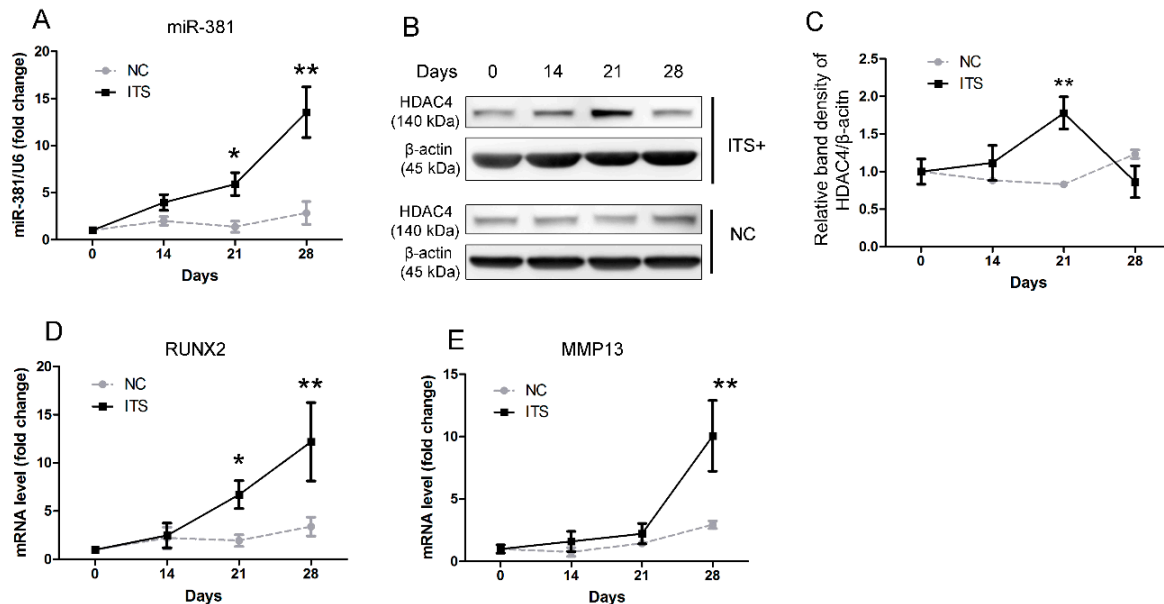 A
miR-381
miR-381/U6 (fold change)
20
15
10
5
0
NC
ITS
*
**
0 14 21 28
Days
B
Days 0 14 21 28
HDAC4
(140 kDa)
β-actin
(45 kDa)
ITS+
HDAC4
(140 kDa)
β-actin
(45 kDa)
NC
C
Relative band density of
HDAC4/β-acitn
2.5
2.0
1.5
1.0
0.5
0.0
NC
ITS
**
0 14 21 28
Days
D
RUNX2
mRNA level (fold change)
20
15
10
5
0
NC
ITS
*
**
0 14 21 28
Days
E
MMP13
mRNA level (fold change)
15
10
5
0
NC
ITS
**
0 14 21 28
Days